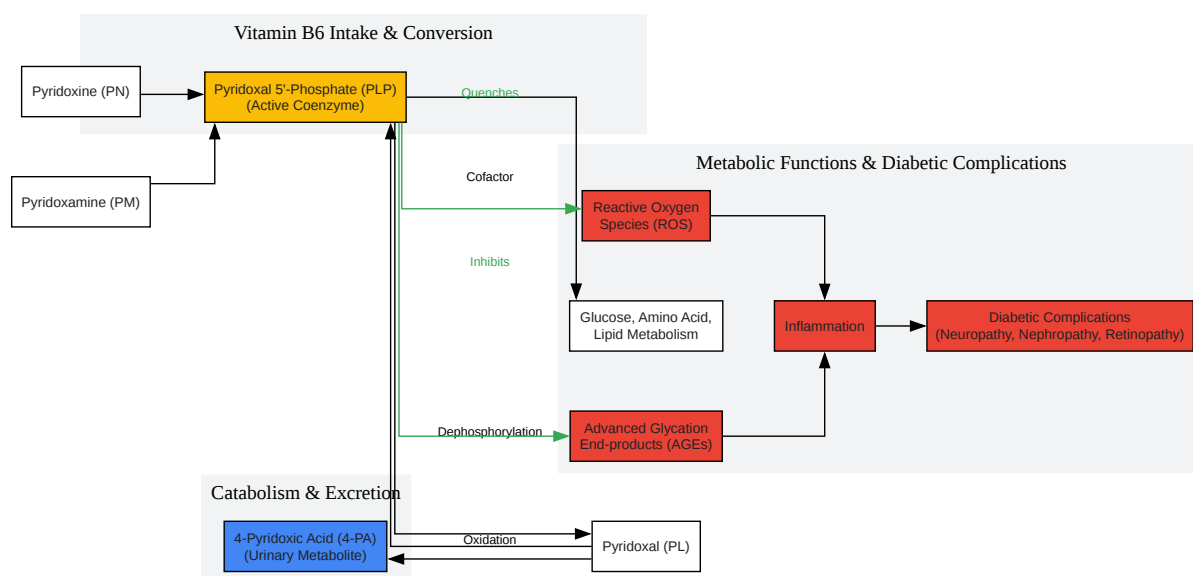 Vitamin B6 Intake & Conversion
Pyridoxine (PN)
Pyridoxal 5'-Phosphate (PLP)
(Active Coenzyme)
Quenches
Pyridoxamine (PM)
Cofactor
Inhibits
Metabolic Functions & Diabetic Complications
Reactive Oxygen
Species (ROS)
Glucose, Amino Acid,
Lipid Metabolism
Inflammation
Diabetic Complications
(Neuropathy, Nephropathy, Retinopathy)
Dephosphorylation
Advanced Glycation
End-products (AGEs)
Catabolism & Excretion
4-Pyridoxic Acid (4-PA)
(Urinary Metabolite)
Oxidation
Pyridoxal (PL)